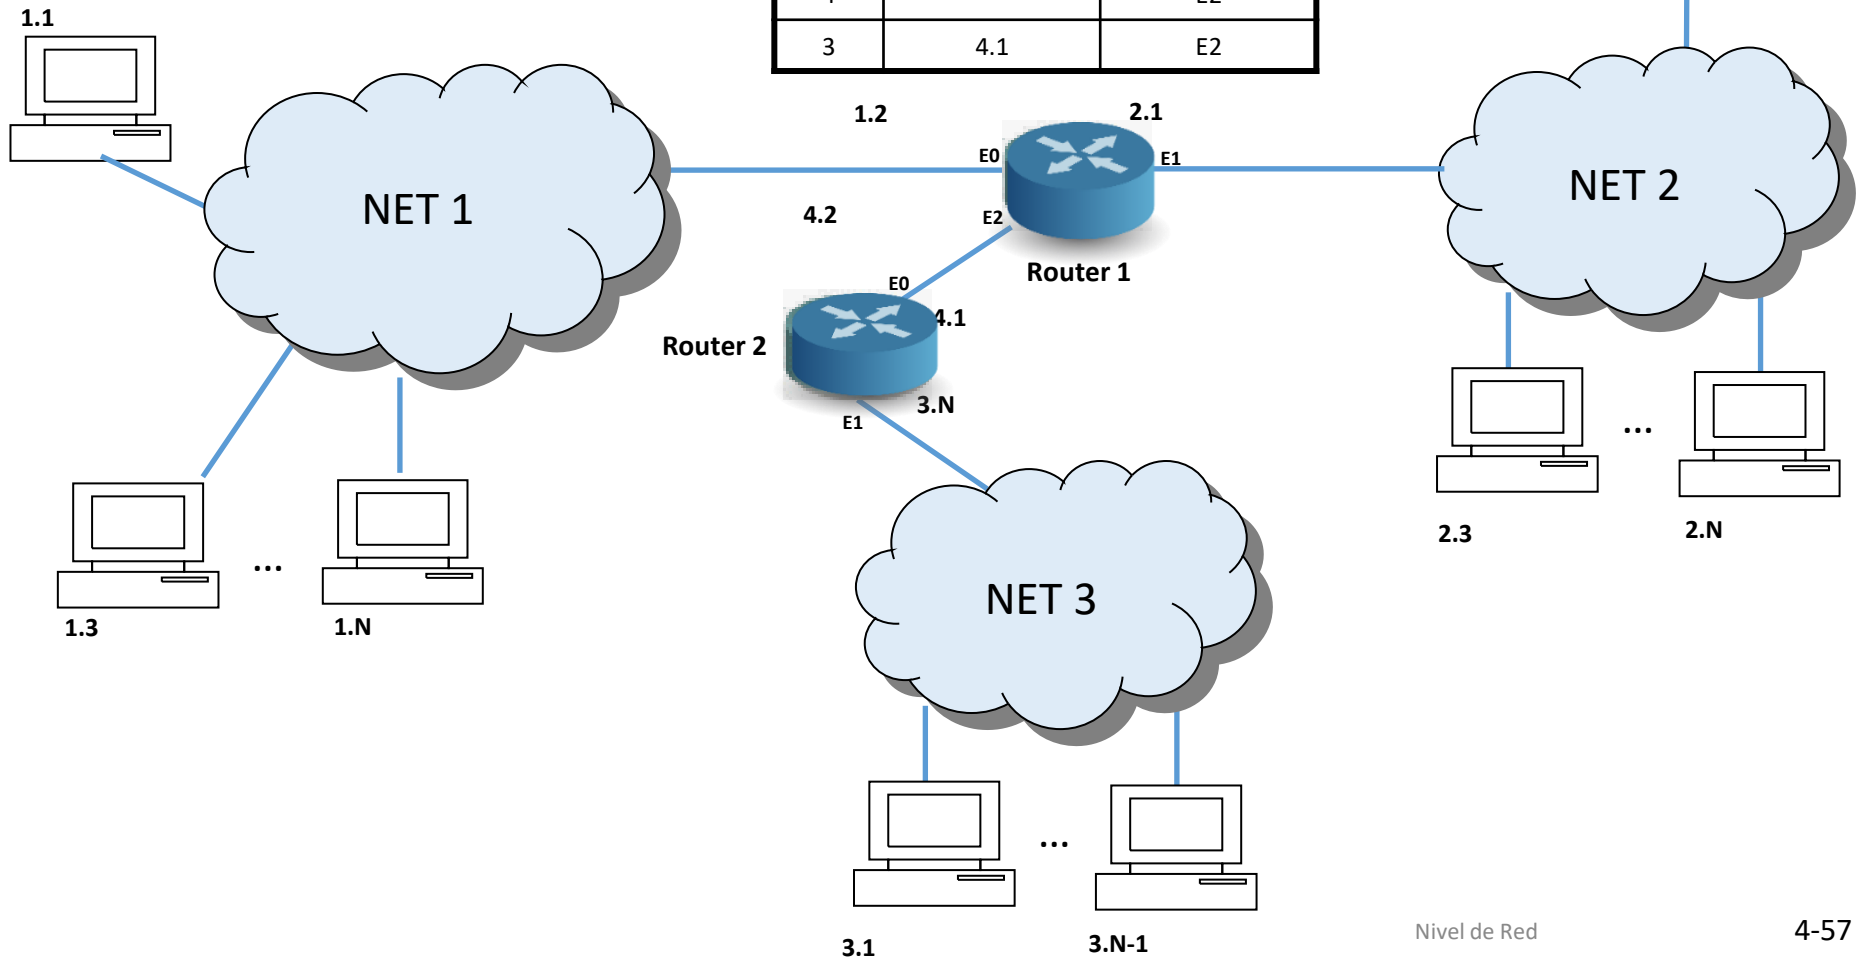 1.1
E2
3 4.1 E2
1.2 2.1
E0 E1
NET 1
NET 2
4.2 E2
Router 1
E0
4.1
Router 2
3.N
E1
...
2.3 2.N
NET 3
...
1.3 1.N
...
3.1 3.N-1
Nivel de Red 4-57